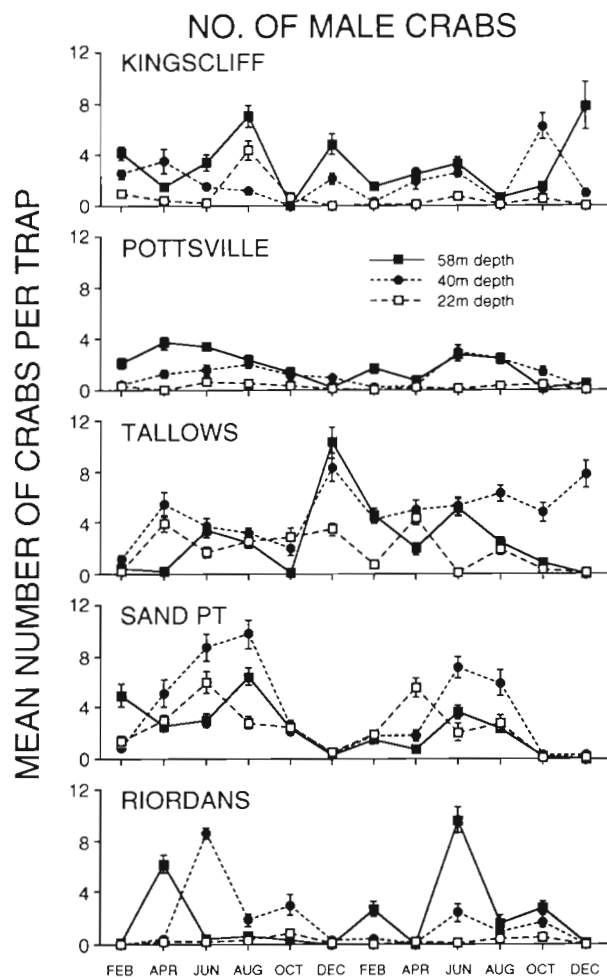 NO. OF MALE CRABS
MEAN NUMBER OF CRABS PER TRAP
KINGSCLIFF
12
8
4
0
POTTSVILLE
12
8
4
0
58m depth
40m depth
22m depth
TALLOWS
12
8
4
0
SAND PT
12
8
4
0
RIORDANS
12
8
4
0
FEB APR JUN AUG OCT DEC FEB APR JUN AUG OCT DEC